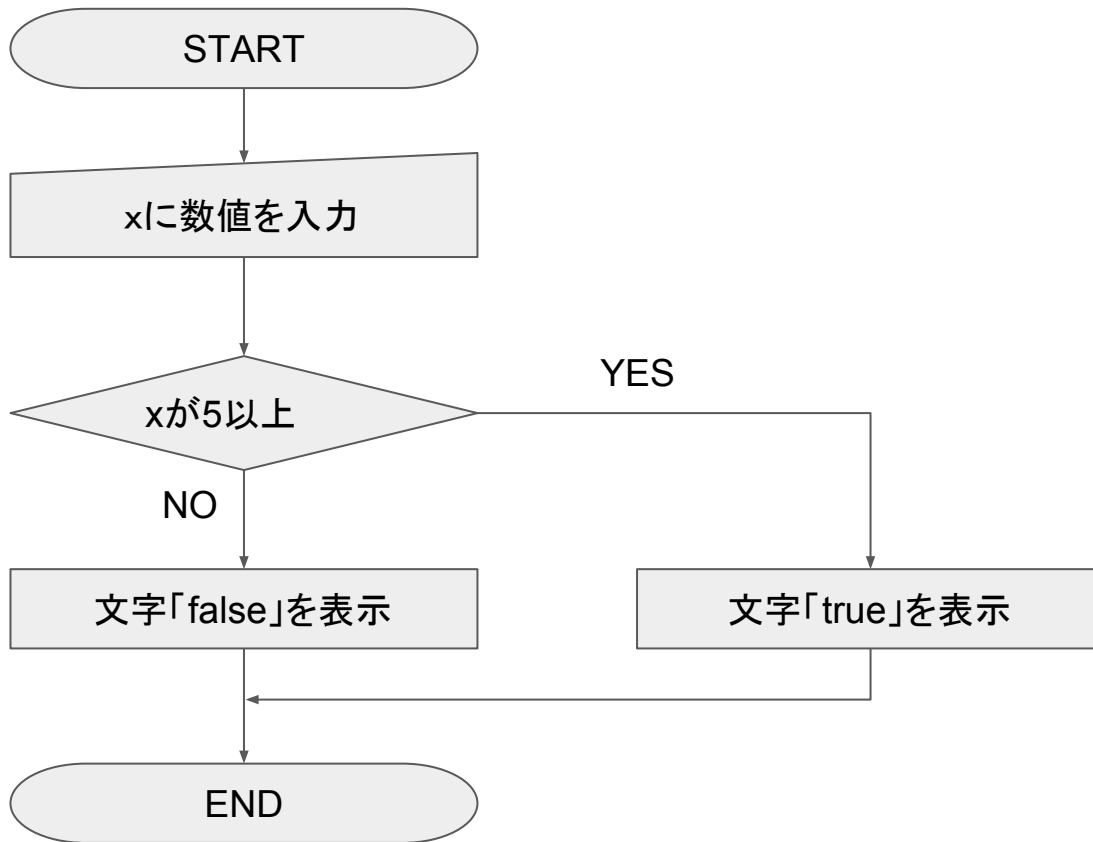 START
xに数値を入力
xが5以上
YES
NO
文字「false」を表示
文字「true」を表示
END